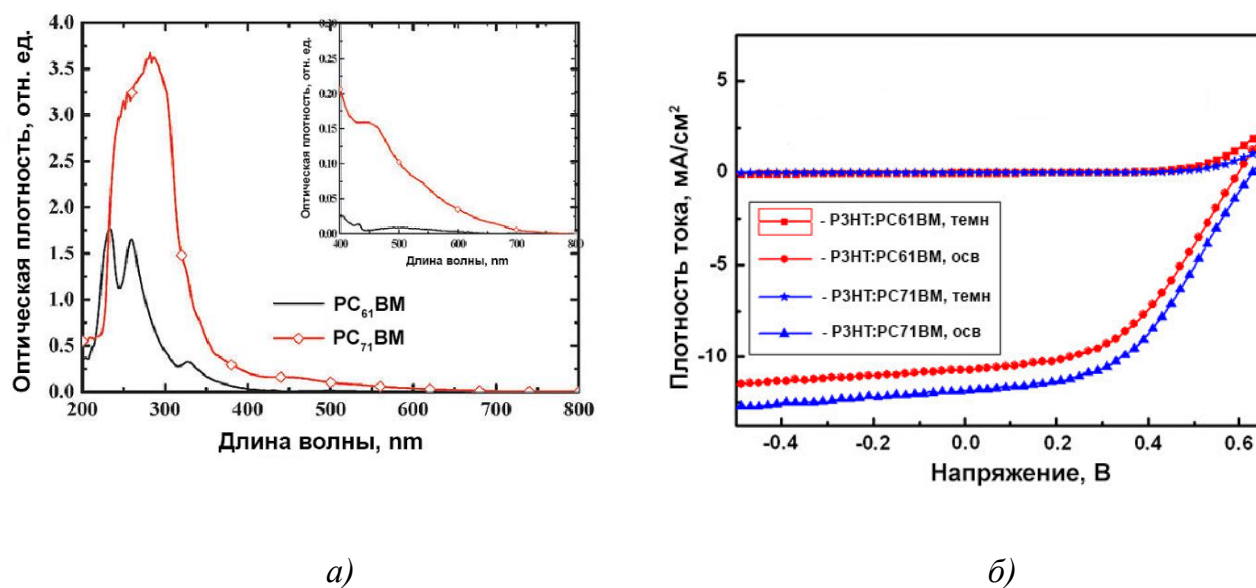 Оптическая плотность, отн. ед.
4.0
3.5
3.0
2.5
2.0
1.5
1.0
0.5
0.0
200 300 400 500 600 700 800
Длина волны, nm
Оптическая плотность, отн. ед.
0.30
0.25
0.20
0.15
0.10
0.05
0.00
400 500 600 700 800
Длина волны, nm
PC61BM
PC71BM
а)
Плотность тока, мА/см²
5
0
-5
-10
- P3HT:PC61BM, темн
- P3HT:PC61BM, осв
- P3HT:PC71BM, темн
- P3HT:PC71BM, осв
-0.4 -0.2 0.0 0.2 0.4 0.6
Напряжение, В
б)